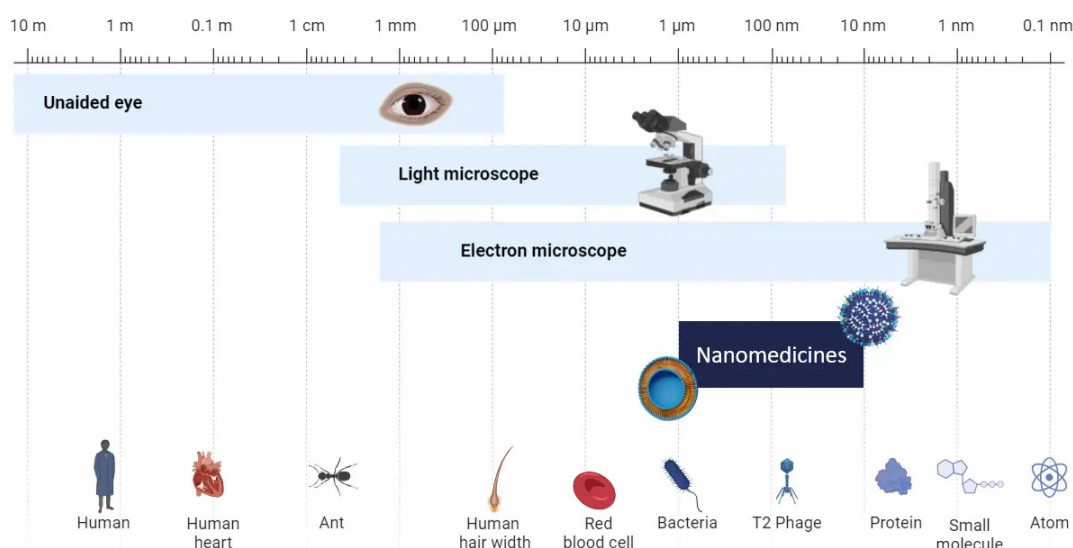 10 m 1 m 0.1 m 1 cm 1 mm 100 µm 10 µm 1 µm 100 nm 10 nm 1 nm 0.1 nm
Unaided eye
Light microscope
Electron microscope
Nanomedicines
Human Human heart Ant Human hair width Red blood cell Bacteria T2 Phage Protein Small molecule Atom